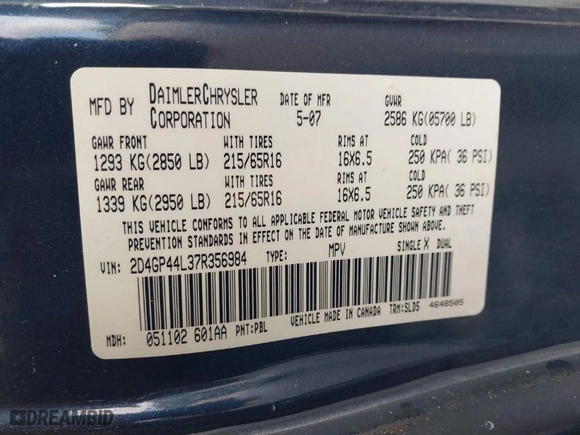 MFD BY DAIMLERCHRYSLER CORPORATION DATE OF MFR 5-07 GVWR 2586 KG(05700 LB)
GAWR FRONT WITH TIRES RIMS AT COLD
1293 KG(2850 LB) 215/65R16 16X6.5 250 KPA( 36 PSI)
GAWR REAR WITH TIRES RIMS AT COLD
1339 KG(2950 LB) 215/65R16 16X6.5 250 KPA( 36 PSI)
THIS VEHICLE CONFORMS TO ALL APPLICABLE FEDERAL MOTOR VEHICLE SAFETY AND THEFT
PREVENTION STANDARDS IN EFFECT ON THE DATE OF MANUFACTURE SHOWN ABOVE.
VIN: 2D4GP44L37R356984 TYPE: MPV SINGLE X DUAL
MDH: 051102 601AA PNT:PBL VEHICLE MADE IN CANADA TRM:SLDS 4648505
DREAMBID